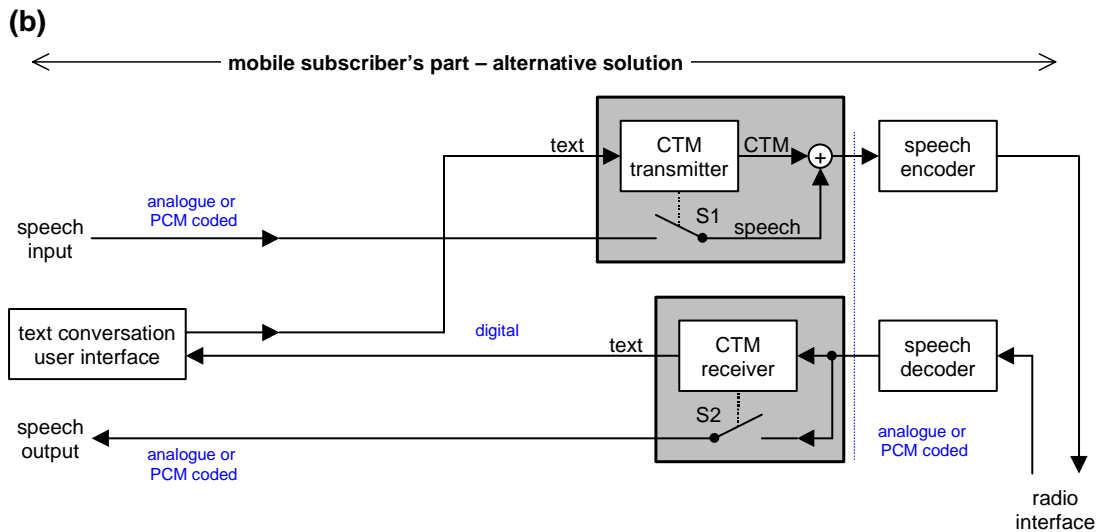 (b)
mobile subscriber's part – alternative solution
text
CTM
transmitter
CTM
+
speech
encoder
analogue or
PCM coded
speech
input
S1
speech
text conversation
user interface
digital
text
CTM
receiver
speech
decoder
S2
speech
output
analogue or
PCM coded
analogue or
PCM coded
radio
interface